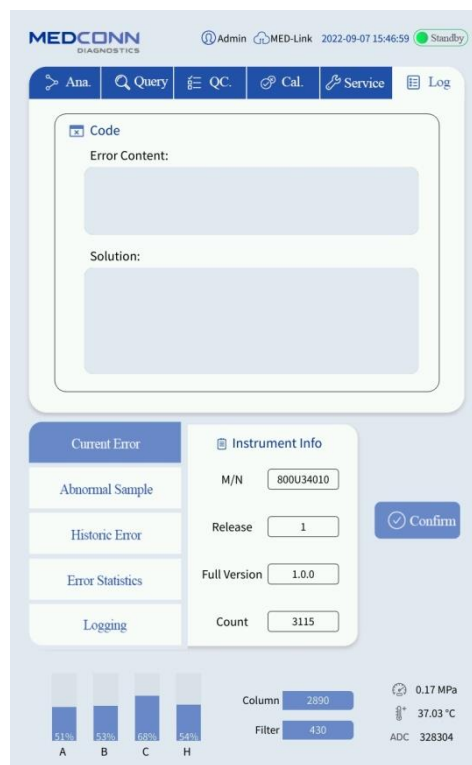 MEDCONN
DIAGNOSTICS
Admin MED-Link 2022-09-07 15:46:59 Standby
Ana. Query QC. Cal. Service Log
Code
Error Content:
Solution:
Current Error
Abnormal Sample
Historic Error
Error Statistics
Logging
Instrument Info
M/N 800U34010
Release 1
Full Version 1.0.0
Count 3115
Confirm
51% 53% 68% 54%
A B C H
Column 2890
Filter 430
0.17 MPa
37.03 °C
ADC 328304